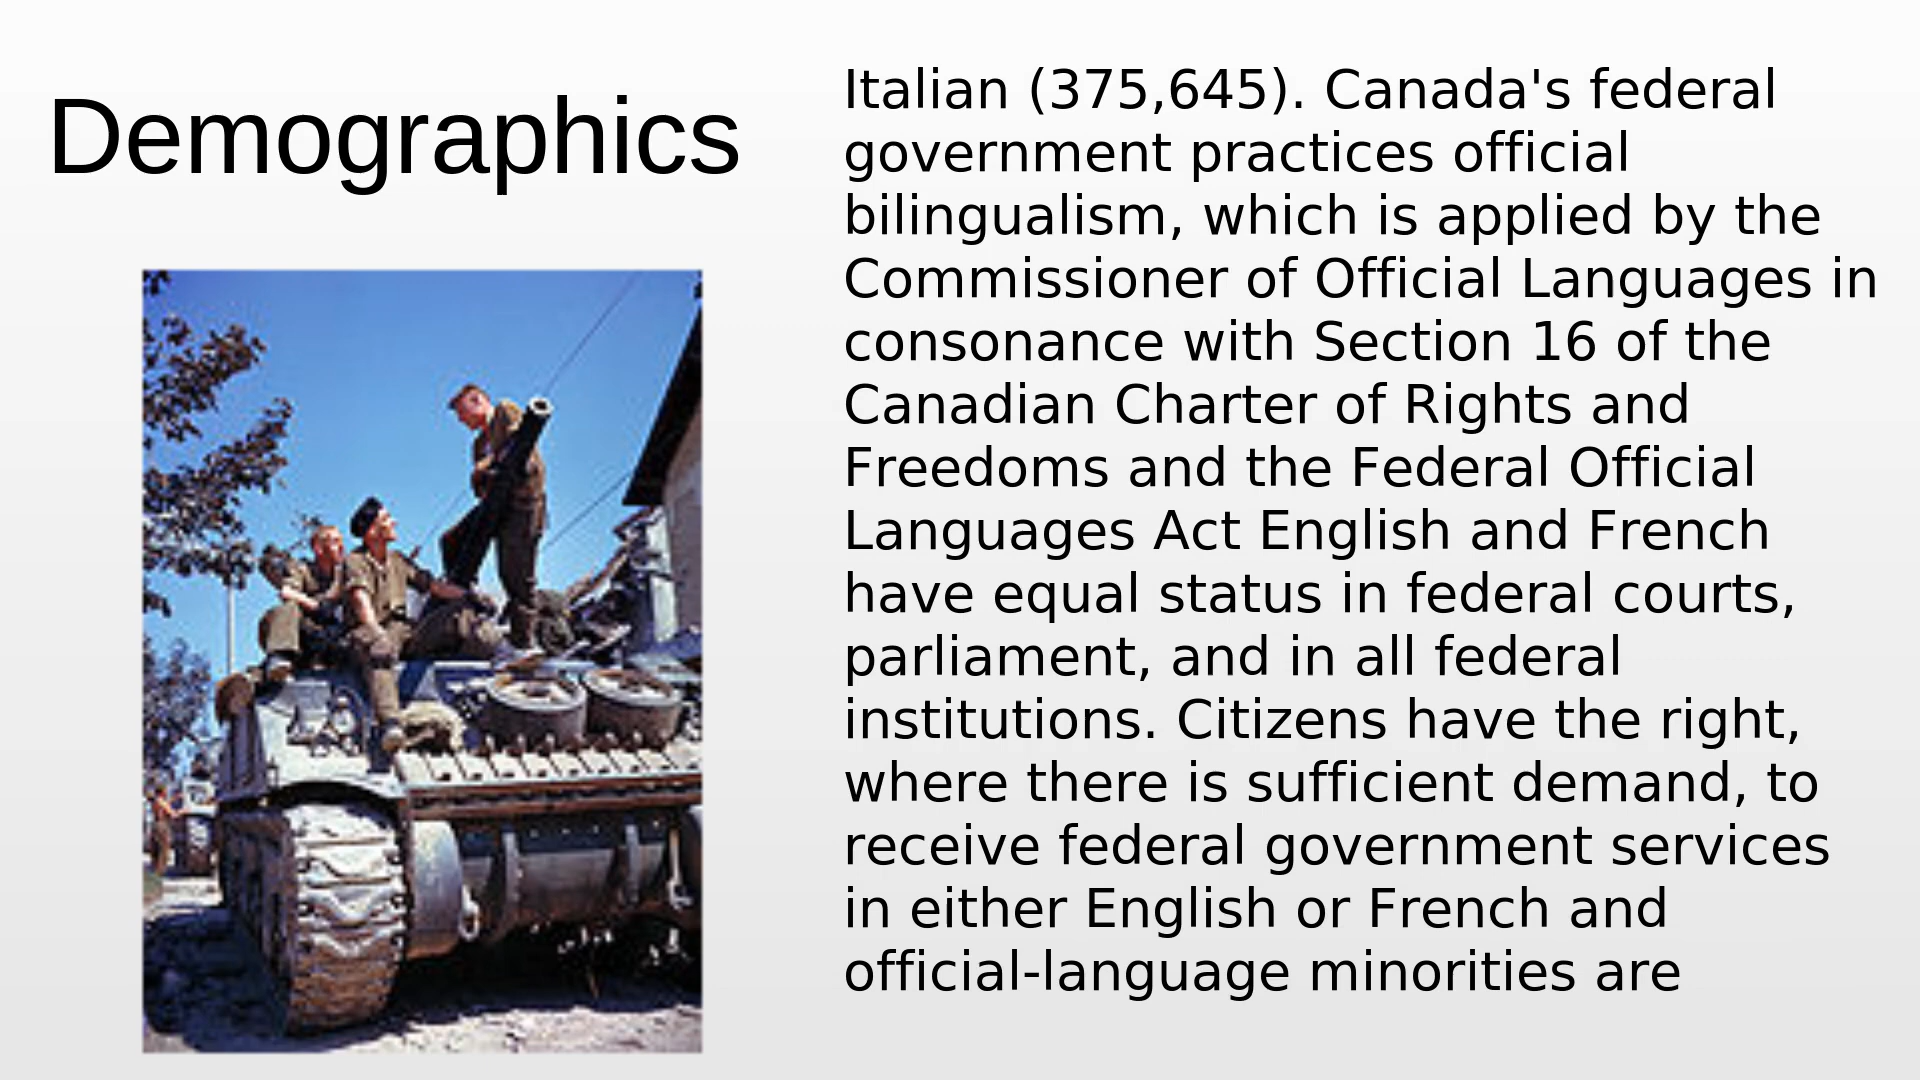 Demographics
Italian (375,645). Canada's federal
government practices official
bilingualism, which is applied by the
Commissioner of Official Languages in
consonance with Section 16 of the
Canadian Charter of Rights and
Freedoms and the Federal Official
Languages Act English and French
have equal status in federal courts,
parliament, and in all federal
institutions. Citizens have the right,
where there is sufficient demand, to
receive federal government services
in either English or French and
official-language minorities are